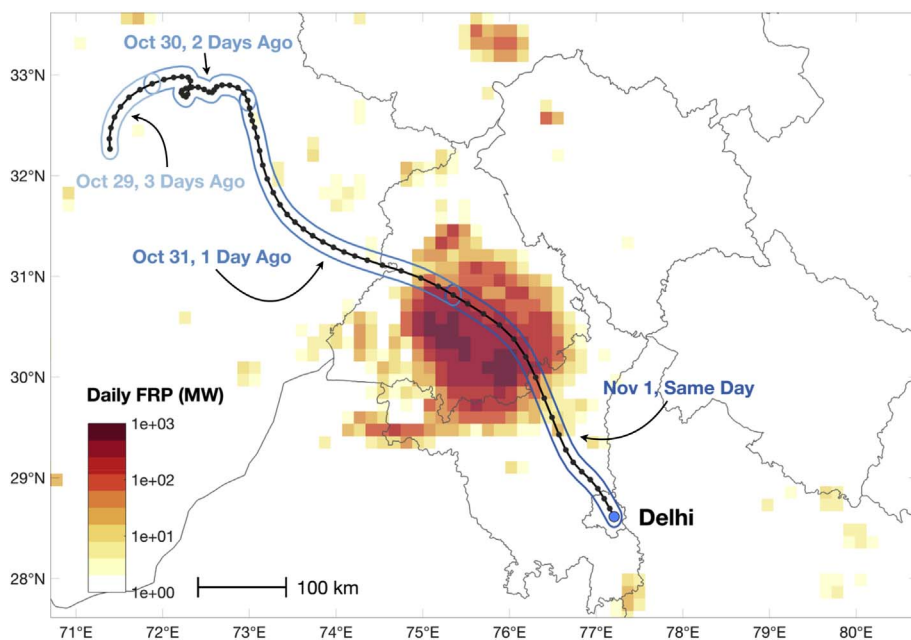 Oct 30, 2 Days Ago
33°N
32°N
Oct 29, 3 Days Ago
Oct 31, 1 Day Ago
31°N
30°N
Daily FRP (MW)
Nov 1, Same Day
1e+03
1e+02
29°N
Delhi
1e+01
28°N
1e+00
100 km
71°E 72°E 73°E 74°E 75°E 76°E 77°E 78°E 79°E 80°E